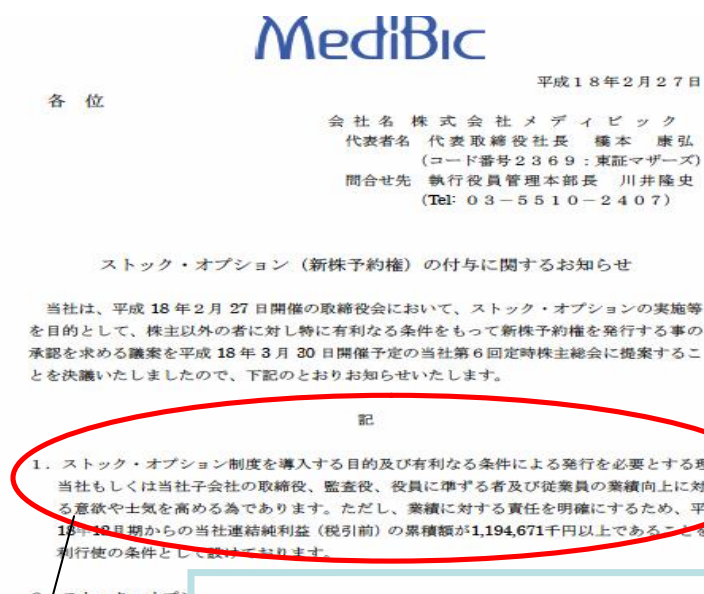 MediBic
平成18年2月27日
各 位
会 社 名 株 式 会 社 メ デ ィ ビ ッ ク
代表者名 代 表 取 締 役 社 長 橋 本 康 弘
(コード番号2369:東証マザーズ)
問合せ先 執行役員管理本部長 川井隆史
(Tel: 03-5510-2407)
ストック・オプション(新株予約権)の付与に関するお知らせ
当社は、平成 18 年 2 月 27 日開催の取締役会において、ストック・オプションの実施等
を目的として、株主以外の者に対し特に有利なる条件をもって新株予約権を発行する事の
承認を求める議案を平成 18 年 3 月 30 日開催予定の当社第6回定時株主総会に提案するこ
とを決議いたしましたので、下記のとおりお知らせいたします。
記
1. ストック・オプション制度を導入する目的及び有利なる条件による発行を必要とする理
当社もしくは当社子会社の取締役、監査役、役員に準ずる者及び従業員の業績向上に対
る意欲や士気を高める為であります。ただし、業績に対する責任を明確にするため、平
18年12月期からの当社連結純利益(税引前)の累積額が1,194,671千円以上であることを
利行使の条件として設けております。